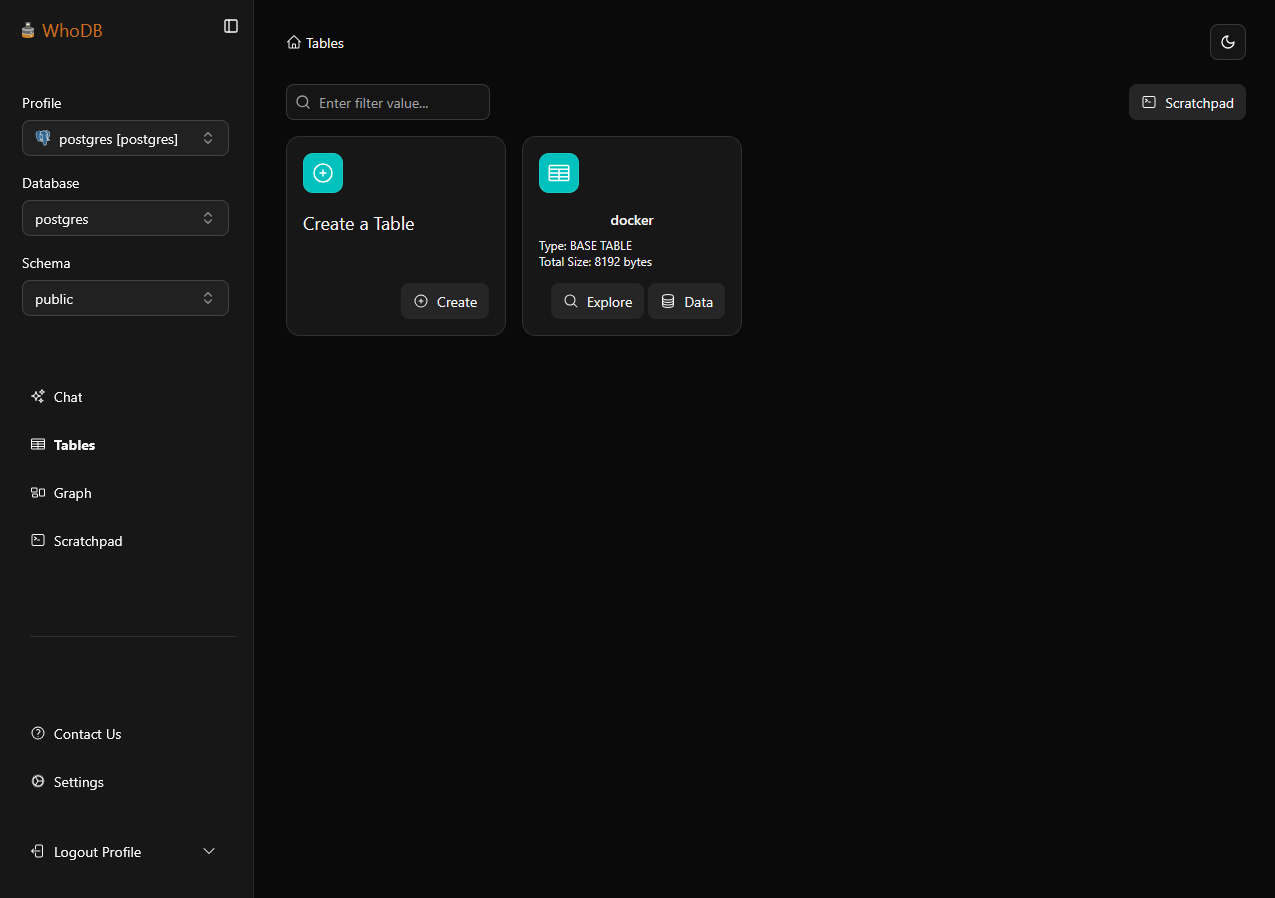 WhoDB
Tables
Profile
postgres [postgres]
Enter filter value...
Scratchpad
Database
postgres
Schema
public
Create a Table
Create
docker
Type: BASE TABLE
Total Size: 8192 bytes
Explore
Data
Chat
Tables
Graph
Scratchpad
Contact Us
Settings
Logout Profile